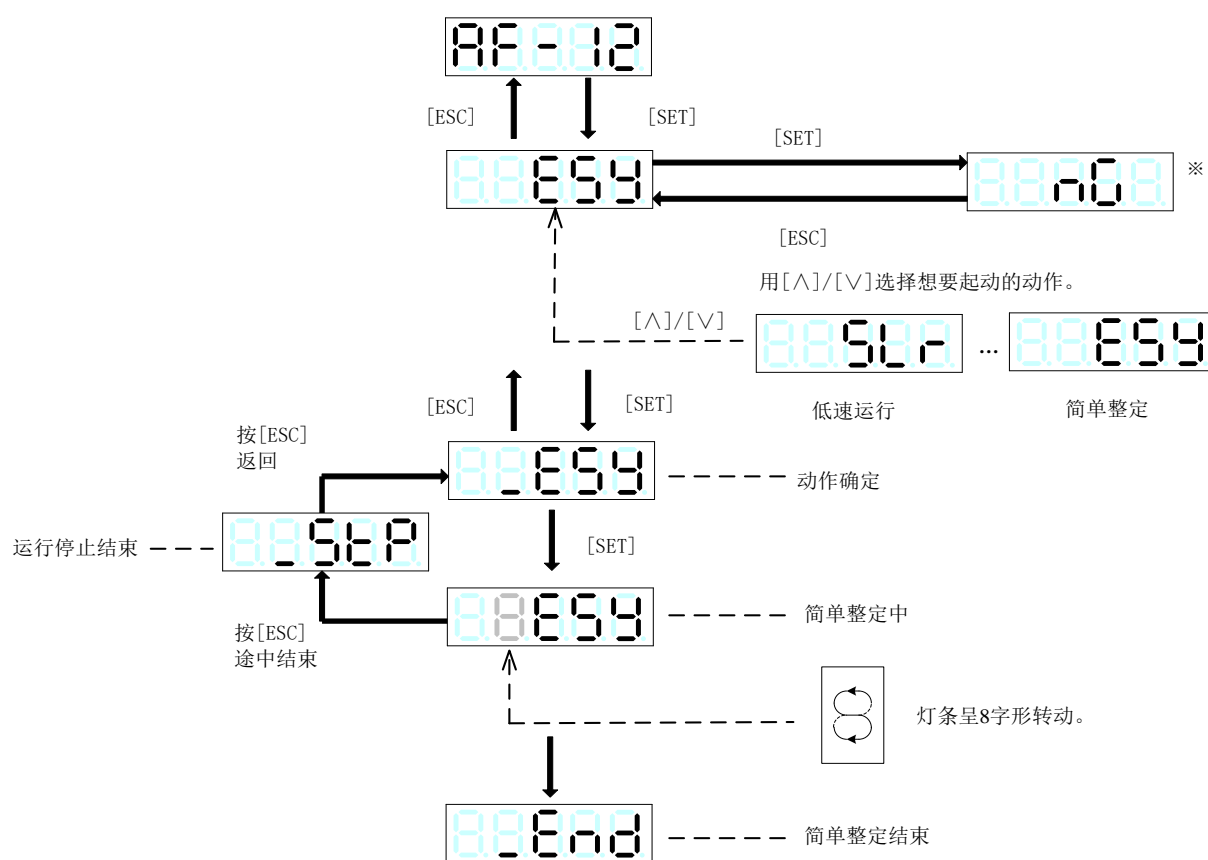 AF-12
[ESC]
[SET]
[SET]
ESY
nG
※
[ESC]
用[∧]/[∨]选择想要起动的动作。
[∧]/[∨]
SLr
…
ESY
低速运行
简单整定
[ESC]
[SET]
按[ESC]
返回
_ESY
动作确定
_StP
运行停止结束
[SET]
8ESY
简单整定中
按[ESC]
途中结束
灯条呈8字形转动。
_End
简单整定结束